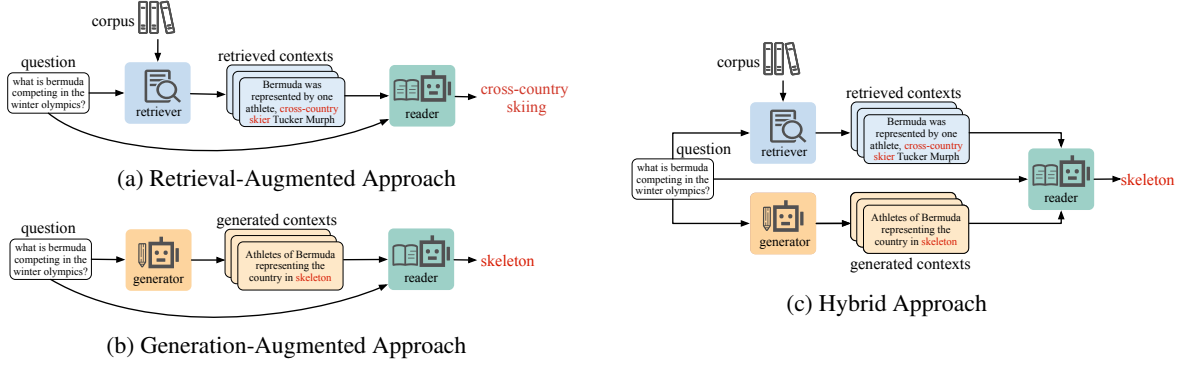 corpus
question
what is bermuda
competing in the
winter olympics?
retriever
retrieved contexts
Bermuda was
represented by one
athlete, cross-country
skier Tucker Murph
reader
cross-country
skiing
(a) Retrieval-Augmented Approach
question
what is bermuda
competing in the
winter olympics?
generator
generated contexts
Athletes of Bermuda
representing the
country in skeleton
reader
skeleton
(b) Generation-Augmented Approach
corpus
question
what is bermuda
competing in the
winter olympics?
retriever
retrieved contexts
Bermuda was
represented by one
athlete, cross-country
skier Tucker Murph
generator
Athletes of Bermuda
representing the
country in skeleton
generated contexts
reader
skeleton
(c) Hybrid Approach